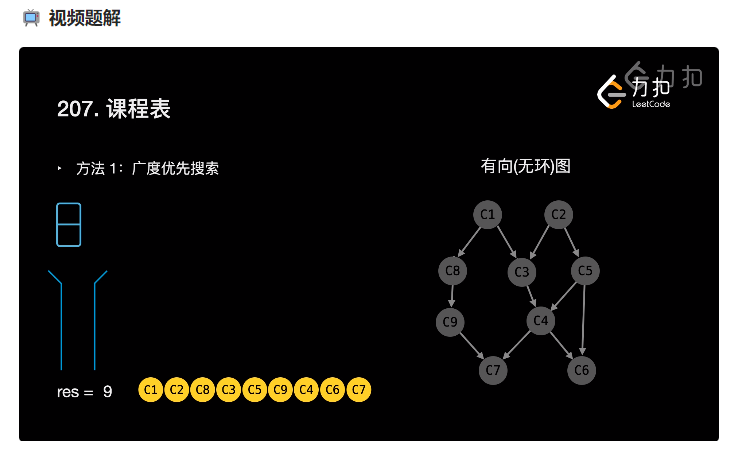 视频题解
力扣
力扣
LeetCode
207. 课程表
‣ 方法 1：广度优先搜索
有向(无环)图
C1 C2
C8 C3 C5
C9 C4
C7 C6
res = 9 C1 C2 C8 C3 C5 C9 C4 C6 C7